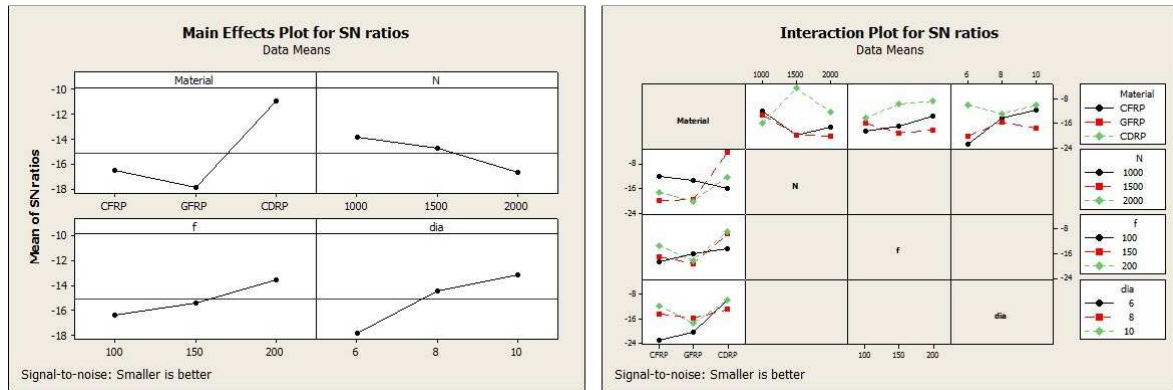 Main Effects Plot for SN ratios
Data Means
Material N
-10
-12
-14
-16
-18
CFRP GFRP CDRP 1000 1500 2000
f dia
-10
-12
-14
-16
-18
100 150 200 6 8 10
Mean of SN ratios
Signal-to-noise: Smaller is better
Interaction Plot for SN ratios
Data Means
1000 1500 2000 6 8 10
Material
-8
-16
-24
N
-8
-16
-24
f
-8
-16
-24
dia
-8
-16
-24
CFRP GFRP CDRP 100 150 200
Material
CFRP
GFRP
CDRP
N
1000
1500
2000
f
100
150
200
dia
6
8
10
Signal-to-noise: Smaller is better